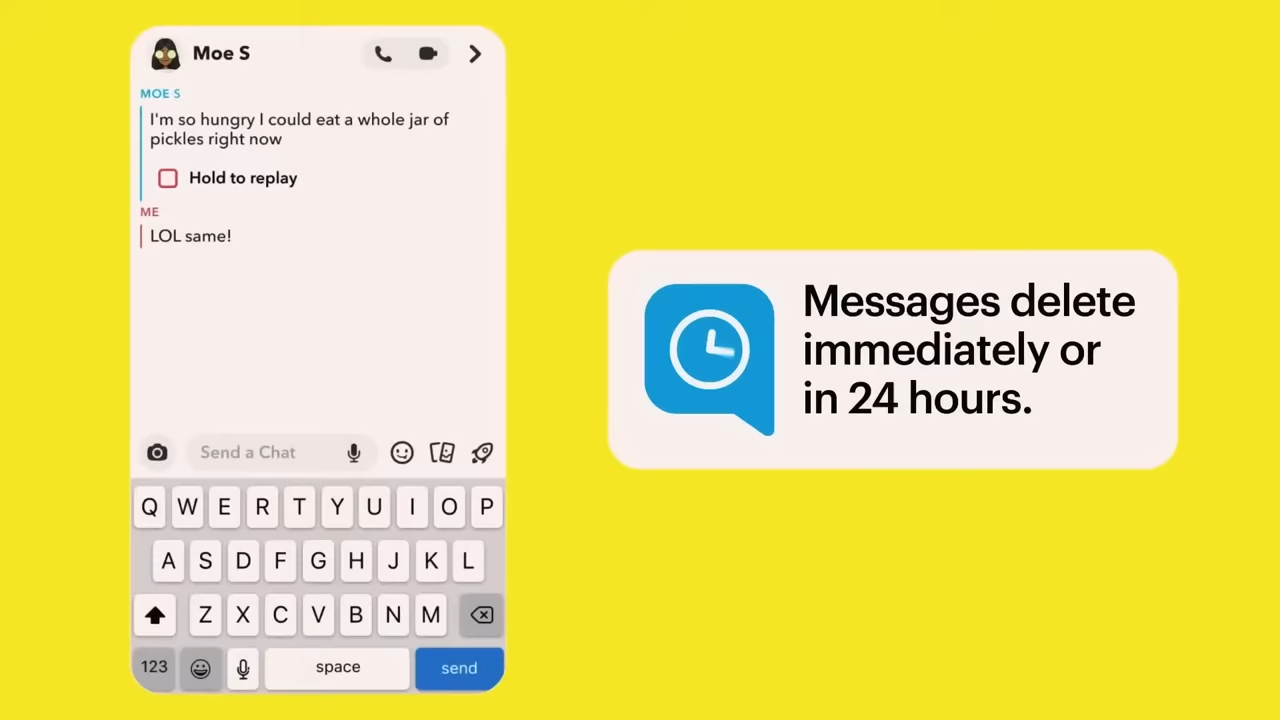 Moe S
MOE S
I'm so hungry I could eat a whole jar of
pickles right now
Hold to replay
ME
LOL same!
Send a Chat
Q W E R T Y U I O P
A S D F G H J K L
Z X C V B N M
123 space send
Messages delete
immediately or
in 24 hours.